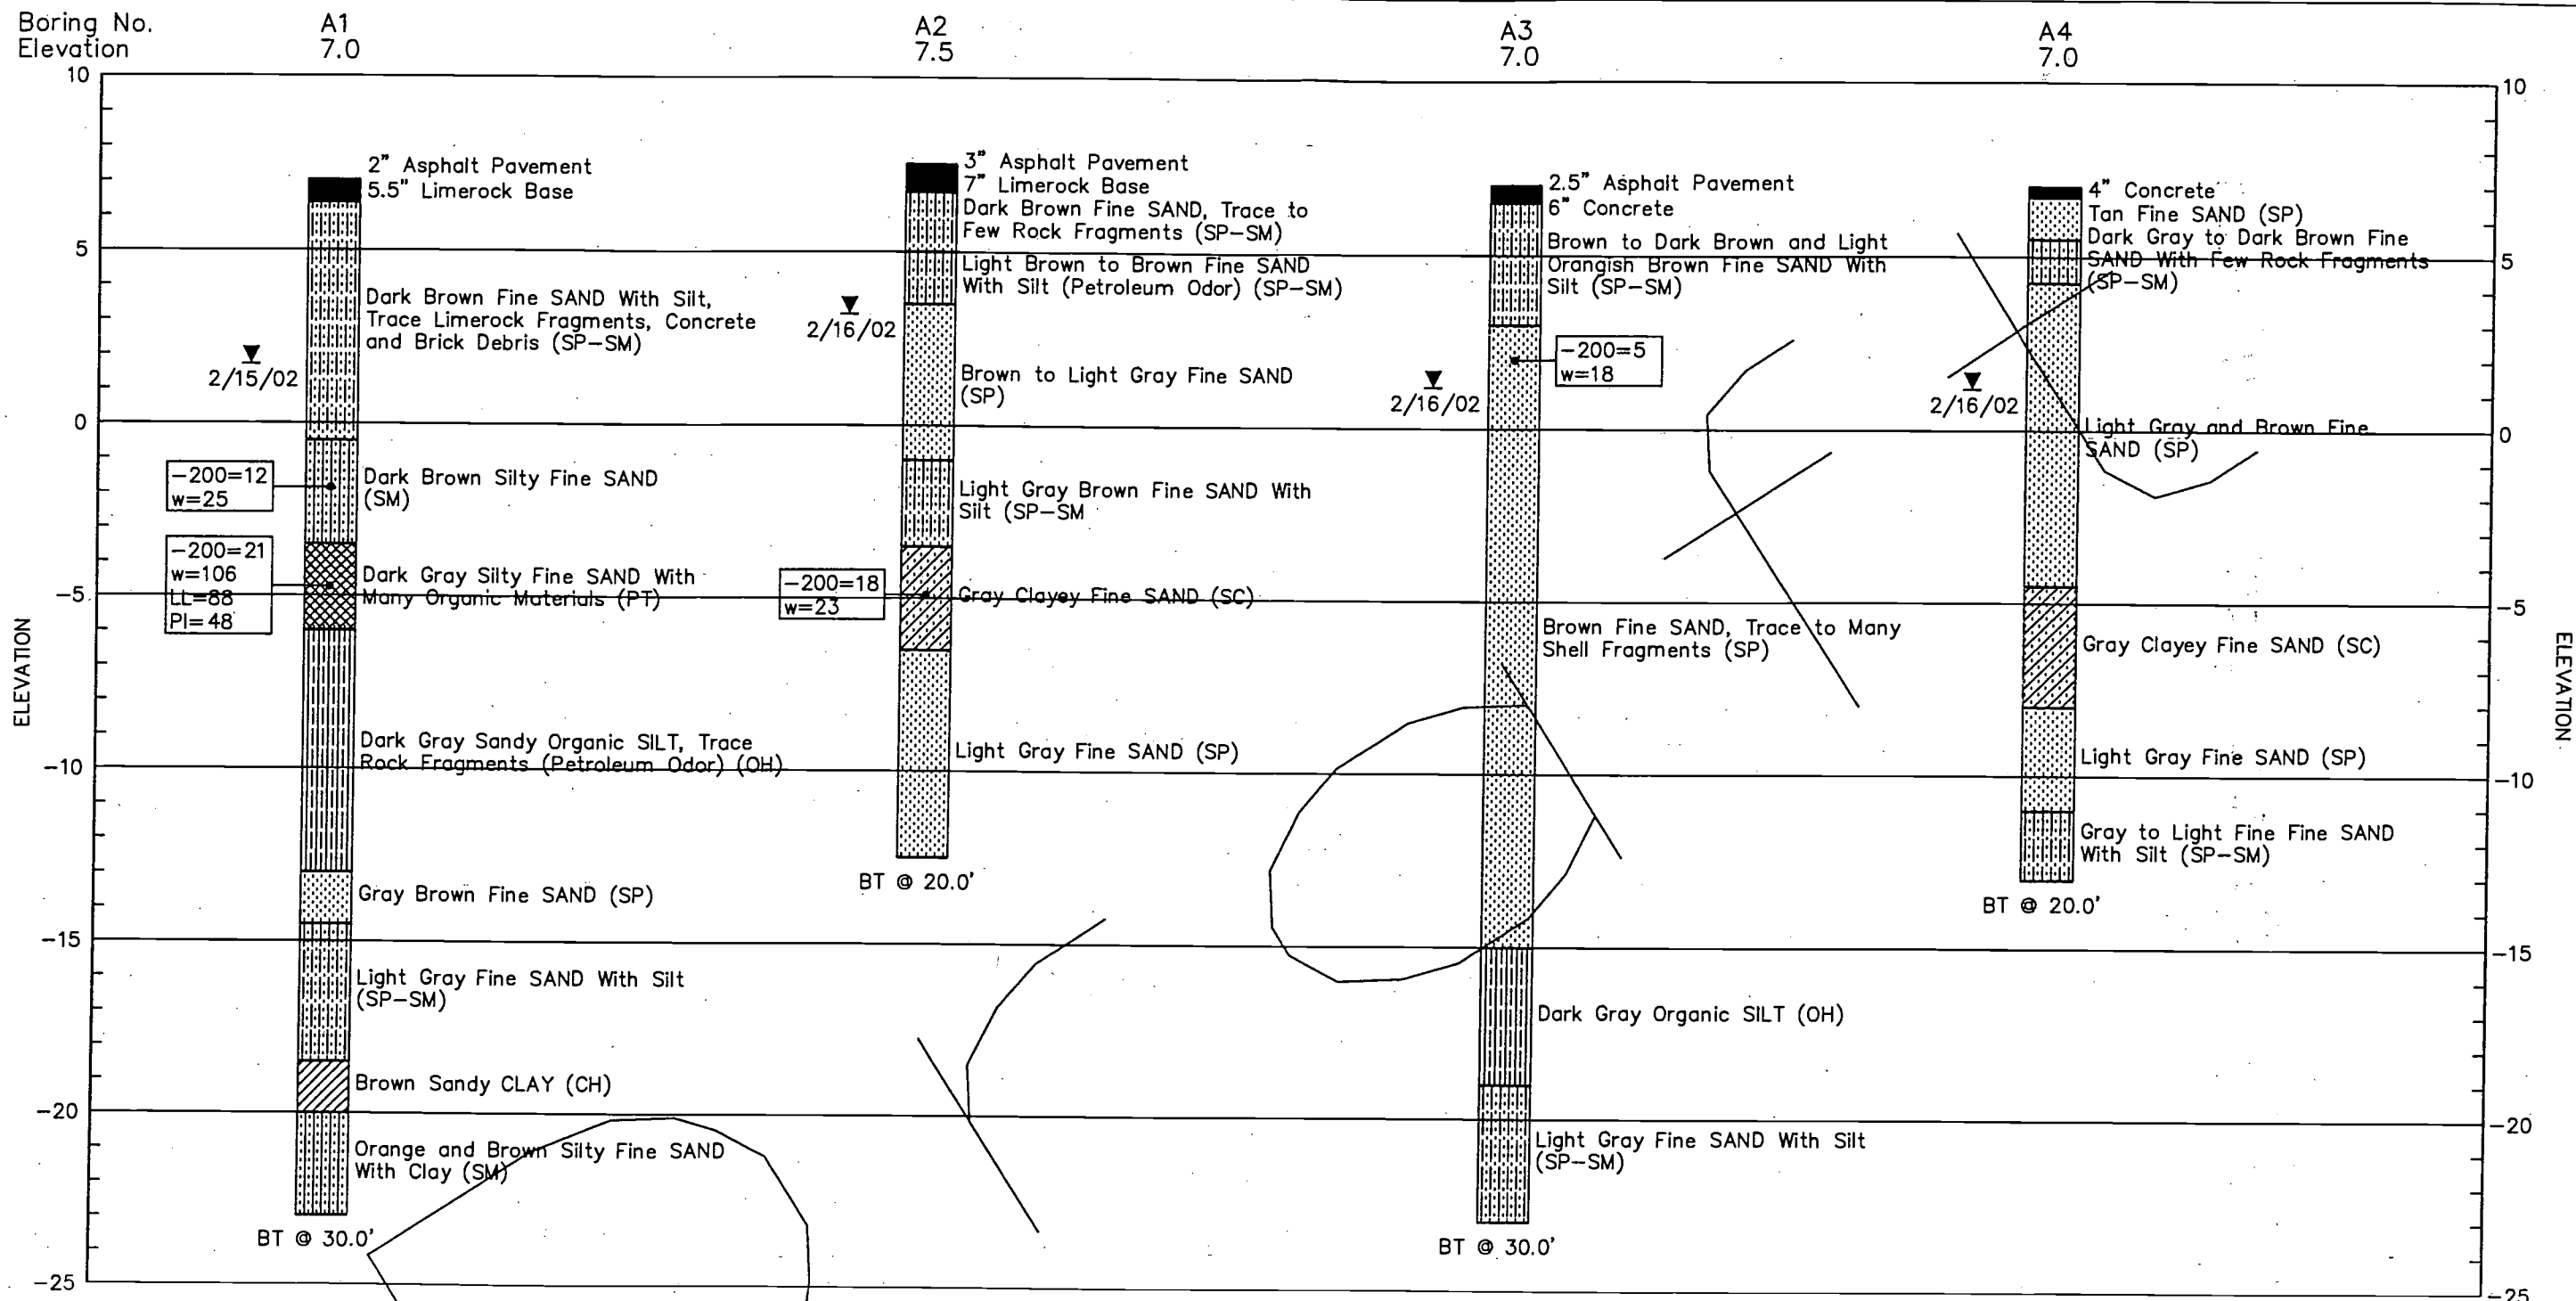 Boring No. A1 A2 A3 A4
Elevation 7.0 7.5 7.0 7.0
10
5
0
−5
−10
−15
−20
−25
ELEVATION
2" Asphalt Pavement
5.5" Limerock Base
Dark Brown Fine SAND With Silt,
Trace Limerock Fragments, Concrete
and Brick Debris (SP−SM)
2/15/02
−200=12
w=25
Dark Brown Silty Fine SAND
(SM)
−200=21
w=106
LL=88
PI=48
Dark Gray Silty Fine SAND With
Many Organic Materials (PT)
Dark Gray Sandy Organic SILT, Trace
Rock Fragments (Petroleum Odor) (OH)
Gray Brown Fine SAND (SP)
Light Gray Fine SAND With Silt
(SP−SM)
Brown Sandy CLAY (CH)
Orange and Brown Silty Fine SAND
With Clay (SM)
BT @ 30.0'
3" Asphalt Pavement
7" Limerock Base
Dark Brown Fine SAND, Trace to
Few Rock Fragments (SP−SM)
Light Brown to Brown Fine SAND
With Silt (Petroleum Odor) (SP−SM)
2/16/02
Brown to Light Gray Fine SAND
(SP)
Light Gray Brown Fine SAND With
Silt (SP−SM
−200=18
w=23
Gray Clayey Fine SAND (SC)
Light Gray Fine SAND (SP)
BT @ 20.0'
2.5" Asphalt Pavement
6" Concrete
Brown to Dark Brown and Light
Orangish Brown Fine SAND With
Silt (SP−SM)
−200=5
w=18
2/16/02
Brown Fine SAND, Trace to Many
Shell Fragments (SP)
Dark Gray Organic SILT (OH)
Light Gray Fine SAND With Silt
(SP−SM)
BT @ 30.0'
4" Concrete
Tan Fine SAND (SP)
Dark Gray to Dark Brown Fine
SAND With Few Rock Fragments
(SP−SM)
2/16/02
Light Gray and Brown Fine
SAND (SP)
Gray Clayey Fine SAND (SC)
Light Gray Fine SAND (SP)
Gray to Light Fine Fine SAND
With Silt (SP−SM)
BT @ 20.0'
10
5
0
−5
−10
−15
−20
−25
ELEVATION